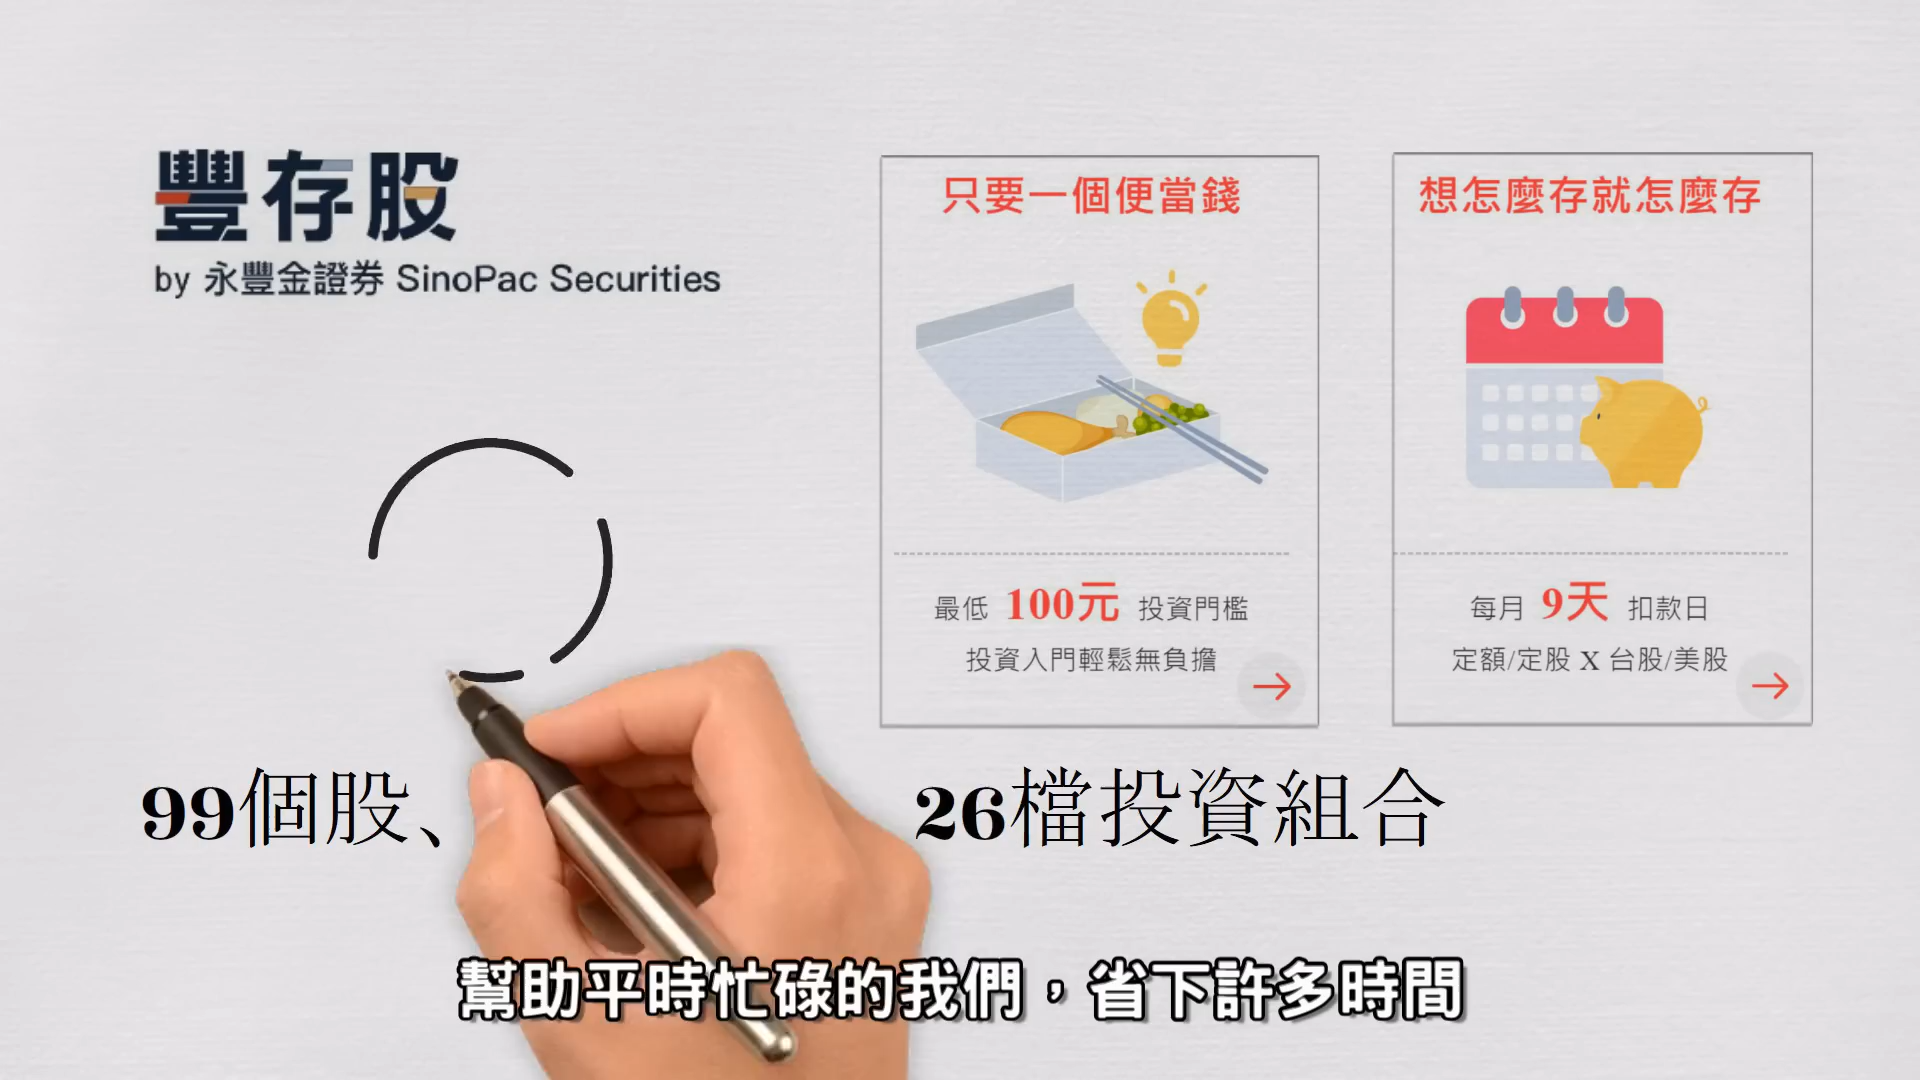 豐存股
by 永豐金證券 SinoPac Securities
只要一個便當錢
最低 100元 投資門檻
投資入門輕鬆無負擔
想怎麼存就怎麼存
每月 9天 扣款日
定額/定股 X 台股/美股
99個股、
26檔投資組合
幫助平時忙碌的我們，省下許多時間